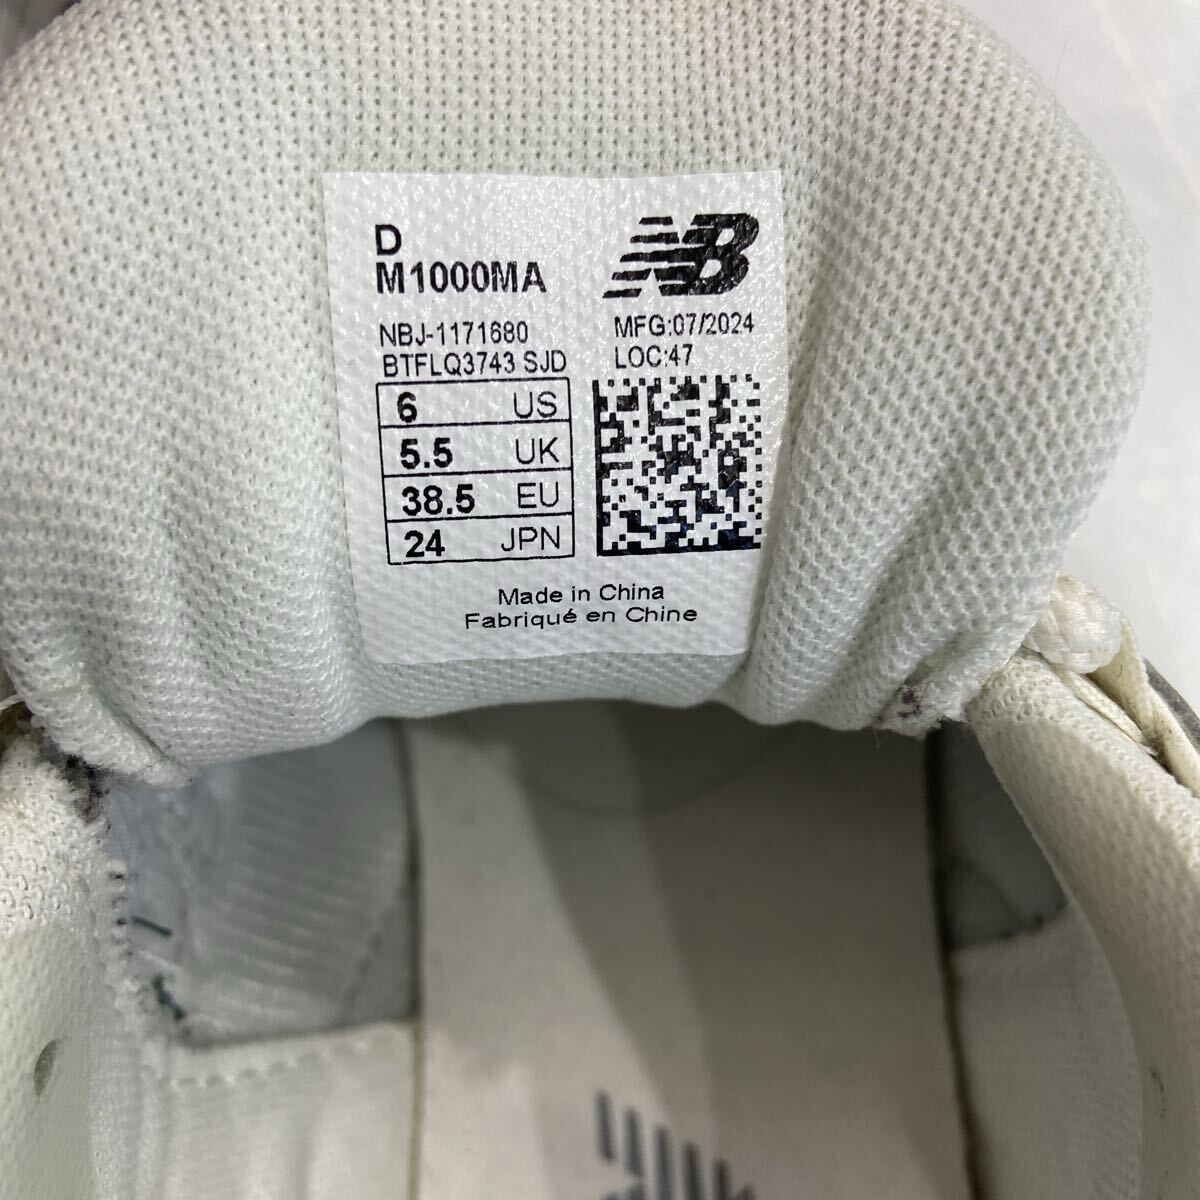 D
M1000MA
NB
NBJ-1171680
BTFLQ3743 SJD
MFG:07/2024
LOC:47
6 US
5.5 UK
38.5 EU
24 JPN
Made in China
Fabriqué en Chine